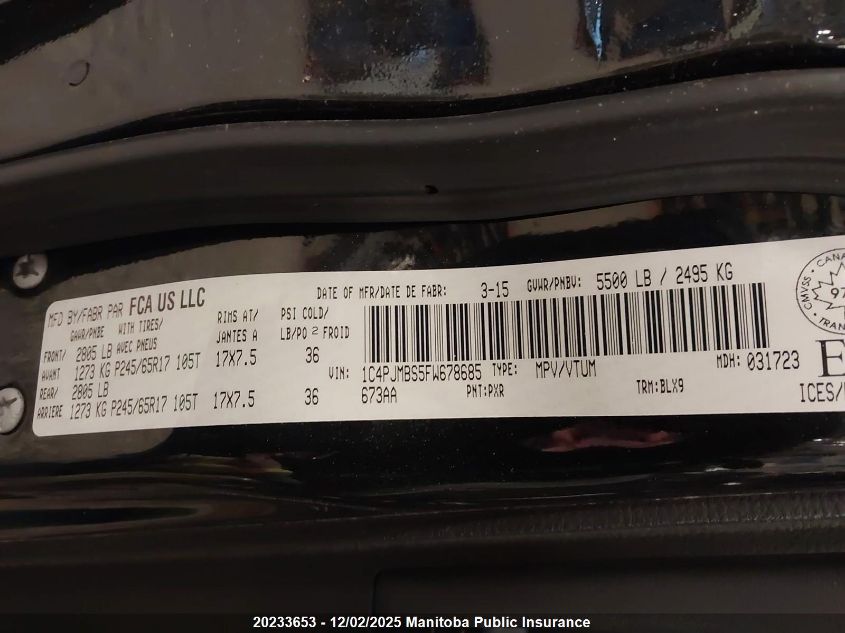 MFD BY/FABR PAR FCA US LLC
DATE OF MFR/DATE DE FABR: 3-15 GVWR/PNBV: 5500 LB / 2495 KG
GAWR/PNBE WITH TIRES/ AVEC PNEUS RIMS AT/ JANTES A PSI COLD/ LB/PO 2 FROID
FRONT/ AVANT 2805 LB 1273 KG P245/65R17 105T 17X7.5 36
REAR/ ARRIERE 2805 LB 1273 KG P245/65R17 105T 17X7.5 36
VIN: 1C4PJMBS5FW678685 TYPE: MPV/VTUM MDH: 031723
673AA PNT:PXR TRM:BLX9
CMVSS
ICES/
20233653 - 12/02/2025 Manitoba Public Insurance